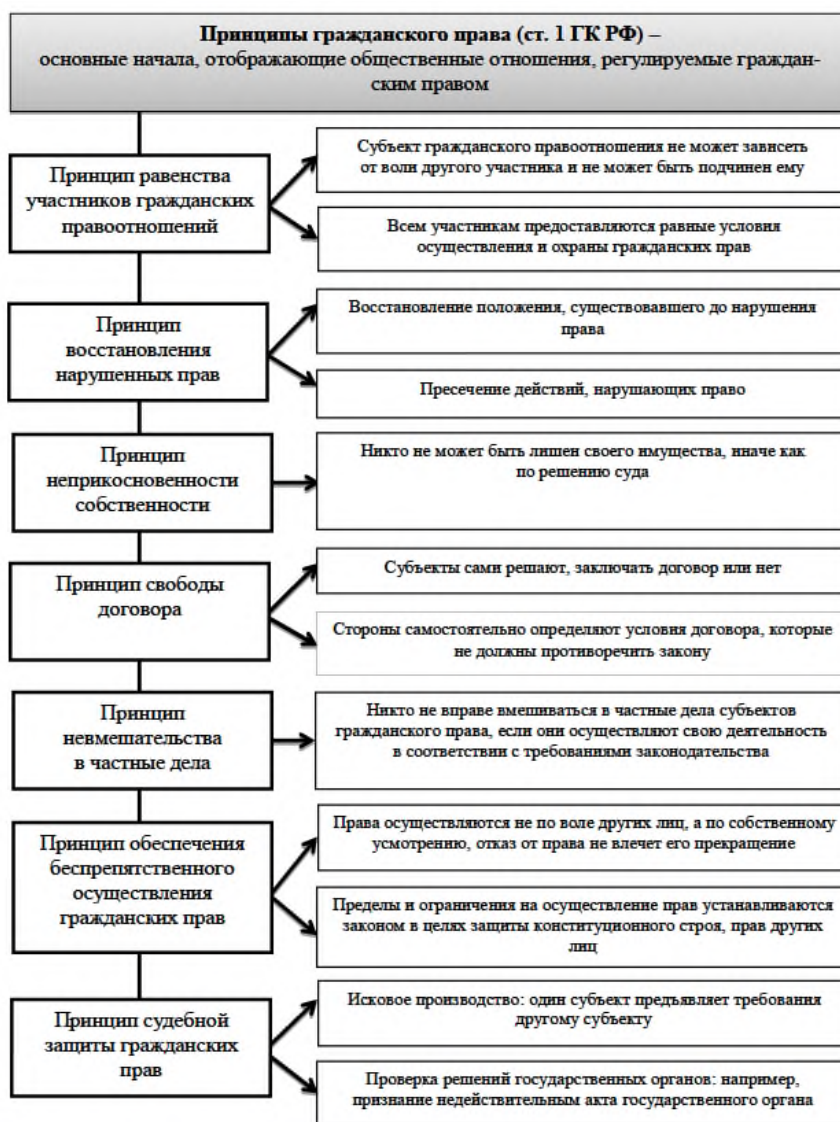 Принципы гражданского права (ст. 1 ГК РФ) –
основные начала, отображающие общественные отношения, регулируемые граждан-
ским правом
Принцип равенства
участников гражданских
правоотношений
Субъект гражданского правоотношения не может зависеть
от воли другого участника и не может быть подчинен ему
Всем участникам предоставляются равные условия
осуществления и охраны гражданских прав
Принцип
восстановления
нарушенных прав
Восстановление положения, существовавшего до нарушения
права
Пресечение действий, нарушающих право
Принцип
неприкосновенности
собственности
Никто не может быть лишен своего имущества, иначе как
по решению суда
Принцип свободы
договора
Субъекты сами решают, заключать договор или нет
Стороны самостоятельно определяют условия договора, которые
не должны противоречить закону
Принцип
невмешательства
в частные дела
Никто не вправе вмешиваться в частные дела субъектов
гражданского права, если они осуществляют свою деятельность
в соответствии с требованиями законодательства
Принцип обеспечения
беспрепятственного
осуществления
гражданских прав
Права осуществляются не по воле других лиц, а по собственному
усмотрению, отказ от права не влечет его прекращение
Пределы и ограничения на осуществление прав устанавливаются
законом в целях защиты конституционного строя, прав других
лиц
Принцип судебной
защиты гражданских
прав
Исковое производство: один субъект предъявляет требования
другому субъекту
Проверка решений государственных органов: например,
признание недействительным акта государственного органа